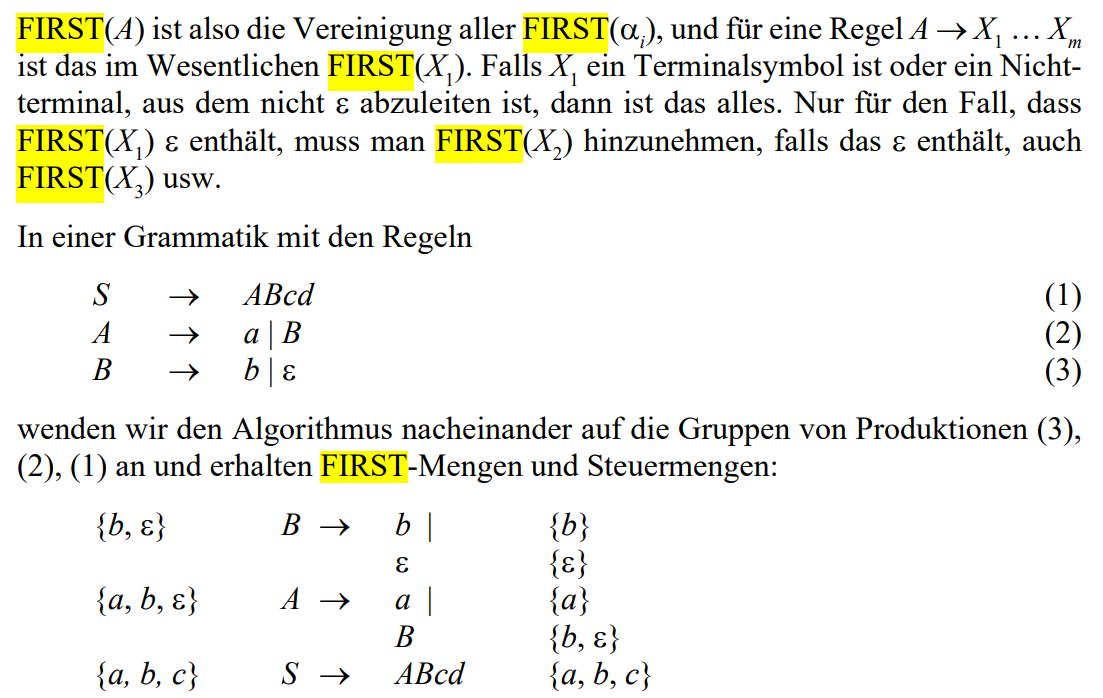 FIRST(A) ist also die Vereinigung aller FIRST(αᵢ), und für eine Regel A → X₁ … Xₘ
ist das im Wesentlichen FIRST(X₁). Falls X₁ ein Terminalsymbol ist oder ein Nicht-
terminal, aus dem nicht ε abzuleiten ist, dann ist das alles. Nur für den Fall, dass
FIRST(X₁) ε enthält, muss man FIRST(X₂) hinzunehmen, falls das ε enthält, auch
FIRST(X₃) usw.
In einer Grammatik mit den Regeln
S → ABcd (1)
A → a | B (2)
B → b | ε (3)
wenden wir den Algorithmus nacheinander auf die Gruppen von Produktionen (3),
(2), (1) an und erhalten FIRST-Mengen und Steuermengen:
{b, ε} B → b | {b}
ε {ε}
{a, b, ε} A → a | {a}
B {b, ε}
{a, b, c} S → ABcd {a, b, c}